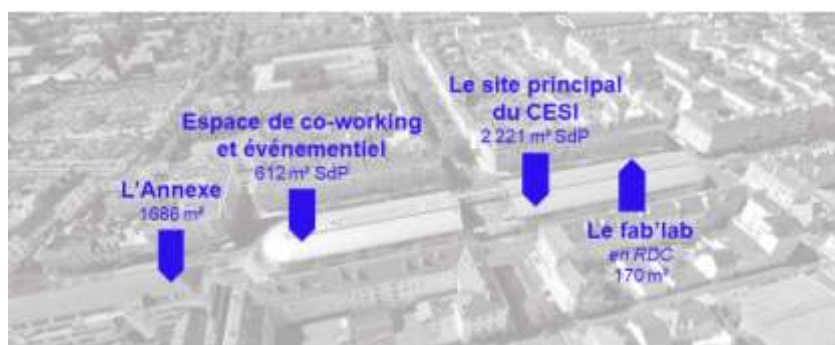 Le site principal
du CESI
2 221 m² SdP
Espace de co-working
et événementiel
612 m² SdP
L'Annexe
1686 m²
Le fab'lab
en RDC
170 m²